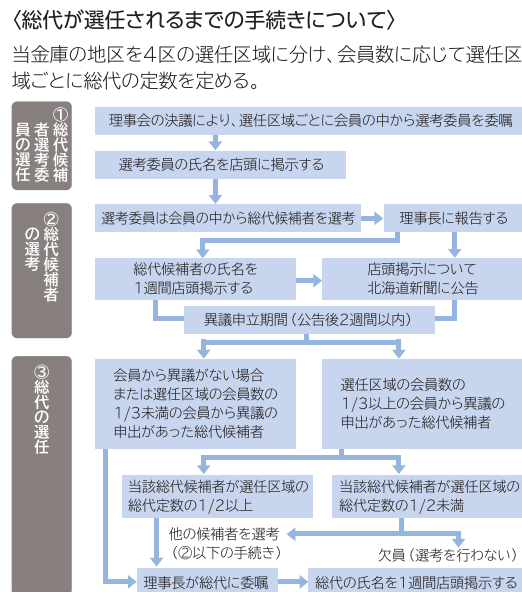 〈総代が選任されるまでの手続きについて〉
当金庫の地区を4区の選任区域に分け、会員数に応じて選任区
域ごとに総代の定数を定める。
①総代候補
者選考委
員の選任
理事会の決議により、選任区域ごとに会員の中から選考委員を委嘱
選考委員の氏名を店頭に掲示する
②総代候補者
の選考
選考委員は会員の中から総代候補者を選考
理事長に報告する
総代候補者の氏名を
1週間店頭掲示する
店頭掲示について
北海道新聞に公告
異議申立期間（公告後2週間以内）
③総代の選任
会員から異議がない場合
または選任区域の会員数の
1/3未満の会員から異議の
申出があった総代候補者
選任区域の会員数の
1/3以上の会員から異議の
申出があった総代候補者
当該総代候補者が選任区域の
総代定数の1/2以上
当該総代候補者が選任区域の
総代定数の1/2未満
他の候補者を選考
（②以下の手続き）
欠員（選考を行わない）
理事長が総代に委嘱
総代の氏名を1週間店頭掲示する